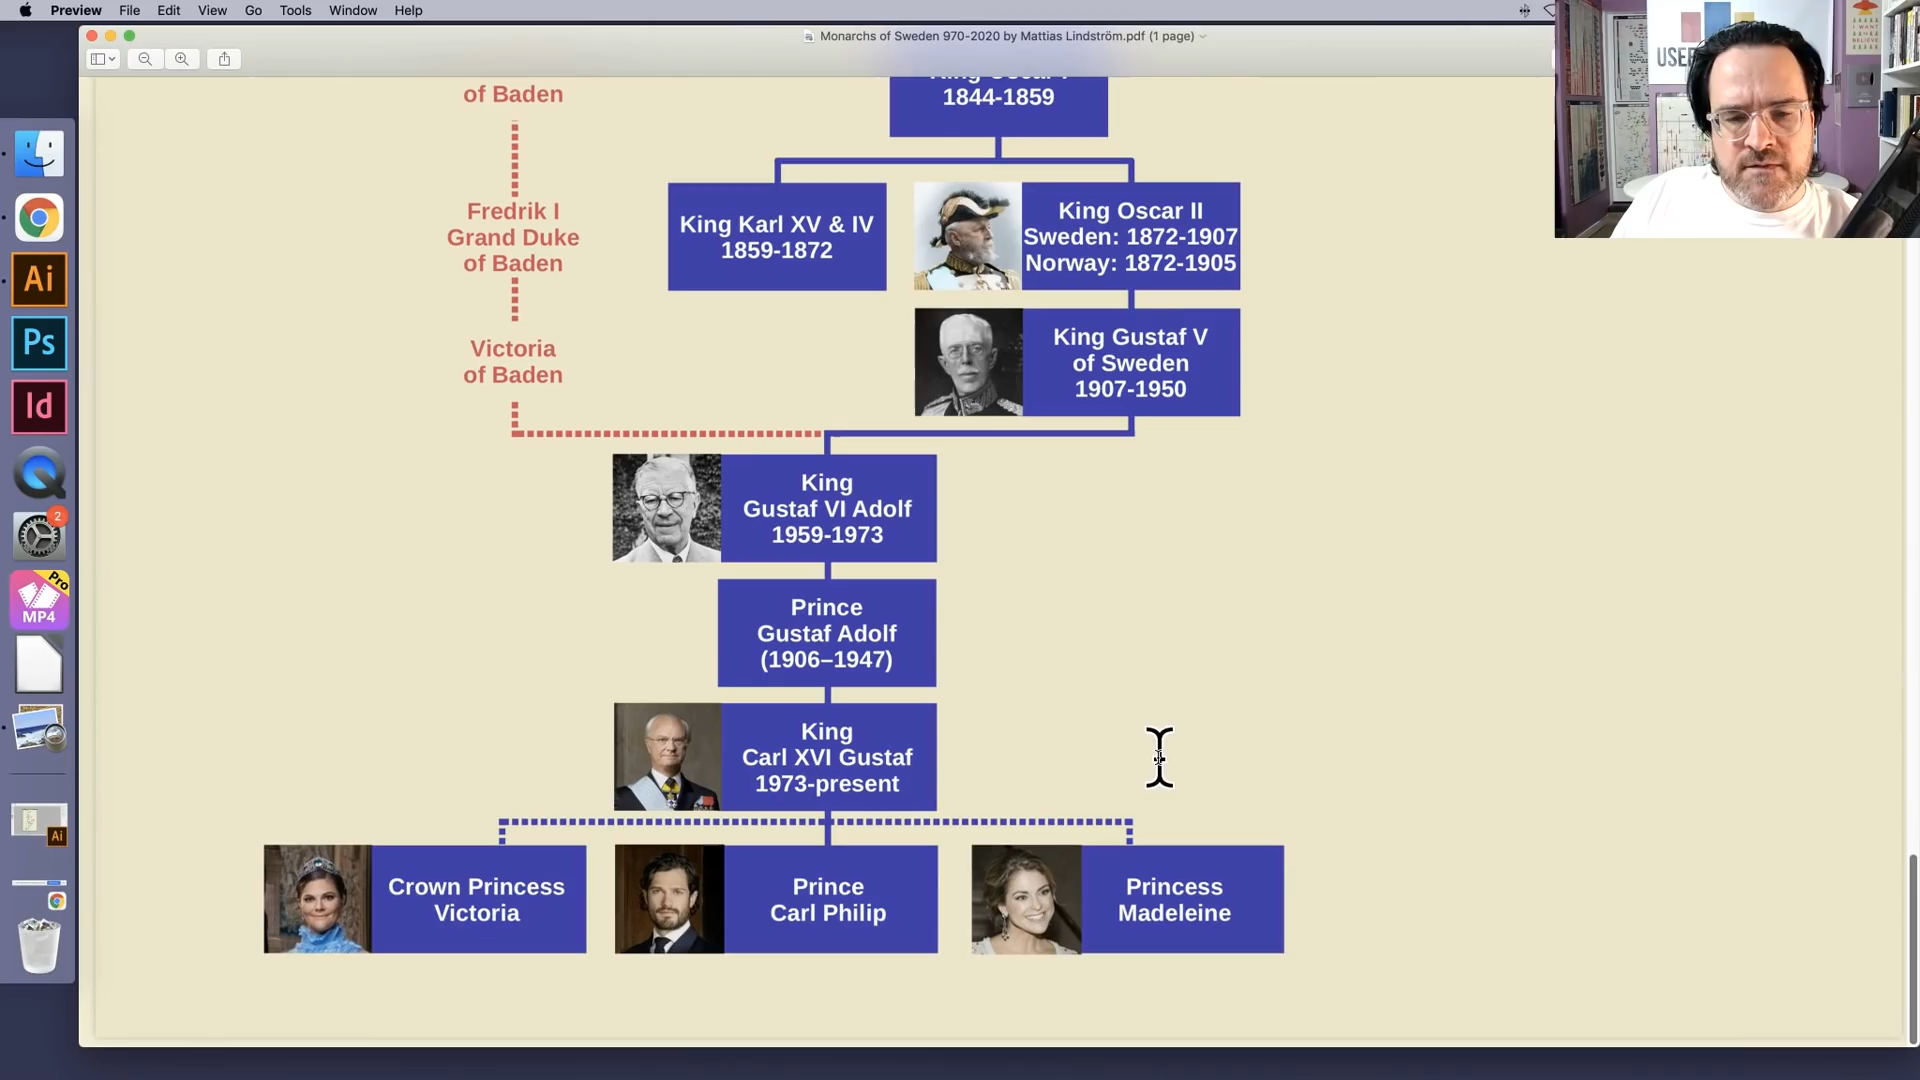 Preview File Edit View Go Tools Window Help
Monarchs of Sweden 970-2020 by Mattias Lindström.pdf (1 page)
USE
I WANT
BELIEVE
1844-1859
of Baden
Fredrik I
Grand Duke
of Baden
King Karl XV & IV
1859-1872
King Oscar II
Sweden: 1872-1907
Norway: 1872-1905
Victoria
of Baden
King Gustaf V
of Sweden
1907-1950
King
Gustaf VI Adolf
1959-1973
Prince
Gustaf Adolf
(1906–1947)
King
Carl XVI Gustaf
1973-present
Crown Princess
Victoria
Prince
Carl Philip
Princess
Madeleine
Ai
Ps
Id
2
Pro
MP4
Ai